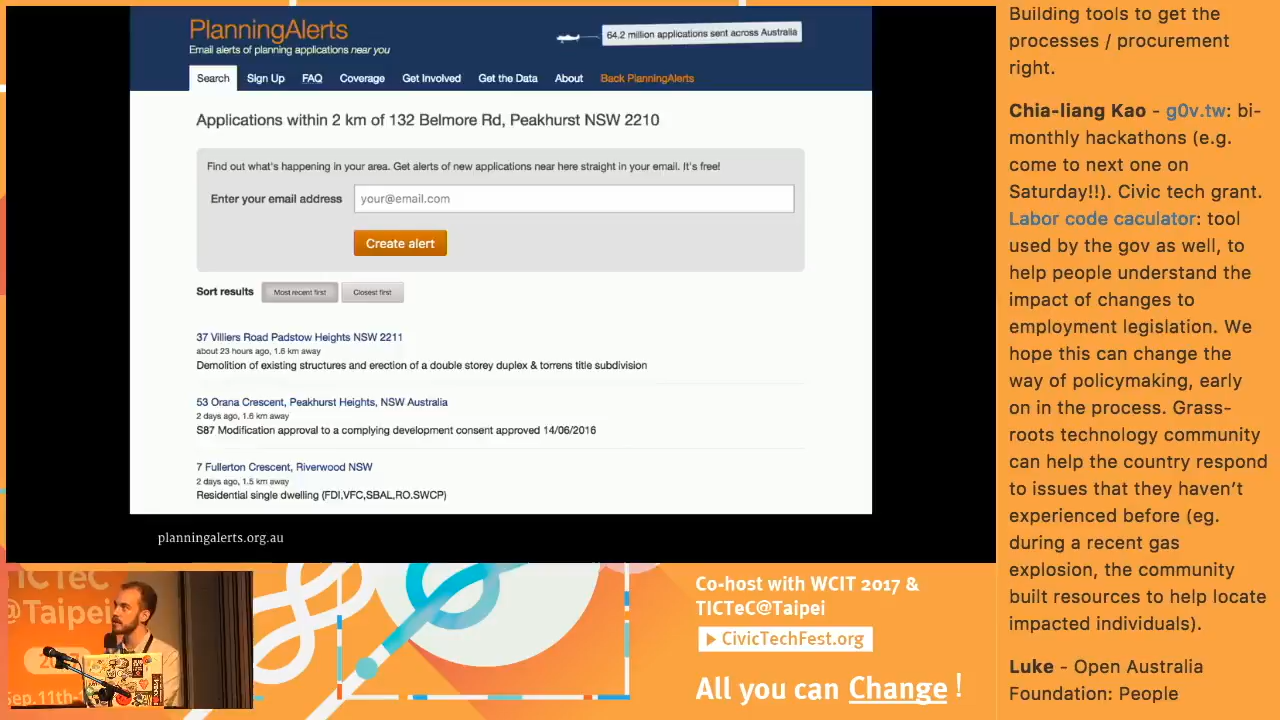 PlanningAlerts
Email alerts of planning applications near you
64.2 million applications sent across Australia
Search Sign Up FAQ Coverage Get Involved Get the Data About Back PlanningAlerts
Applications within 2 km of 132 Belmore Rd, Peakhurst NSW 2210
Find out what's happening in your area. Get alerts of new applications near here straight in your email. It's free!
Enter your email address your@email.com
Create alert
Sort results Most recent first Closest first
37 Villiers Road Padstow Heights NSW 2211
about 23 hours ago, 1.6 km away
Demolition of existing structures and erection of a double storey duplex & torrens title subdivision
53 Orana Crescent, Peakhurst Heights, NSW Australia
2 days ago, 1.6 km away
S87 Modification approval to a complying development consent approved 14/06/2016
7 Fullerton Crescent, Riverwood NSW
2 days ago, 1.5 km away
Residential single dwelling (FDI,VFC,SBAL,RO.SWCP)
planningalerts.org.au
Building tools to get the
processes / procurement
right.
Chia-liang Kao - g0v.tw: bi-
monthly hackathons (e.g.
come to next one on
Saturday!!). Civic tech grant.
Labor code caculator: tool
used by the gov as well, to
help people understand the
impact of changes to
employment legislation. We
hope this can change the
way of policymaking, early
on in the process. Grass-
roots technology community
can help the country respond
to issues that they haven't
experienced before (eg.
during a recent gas
explosion, the community
built resources to help locate
impacted individuals).
Luke - Open Australia
Foundation: People
TICTeC
@Taipei
Sep.11th-
Co-host with WCIT 2017 &
TICTeC@Taipei
CivicTechFest.org
All you can Change !